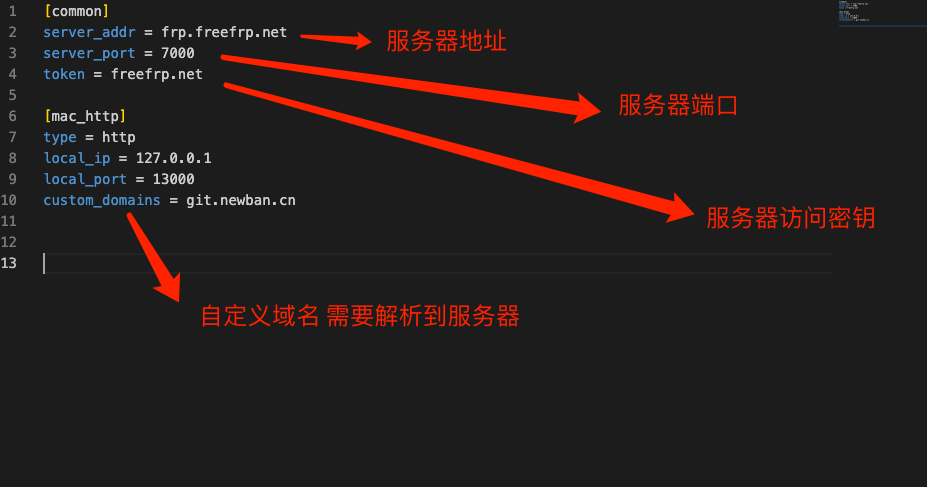 1 [common]
2 server_addr = frp.freefrp.net 服务器地址
3 server_port = 7000
4 token = freefrp.net
服务器端口
5
6 [mac_http]
7 type = http
8 local_ip = 127.0.0.1
9 local_port = 13000
10 custom_domains = git.newban.cn
服务器访问密钥
11
12
13
自定义域名 需要解析到服务器